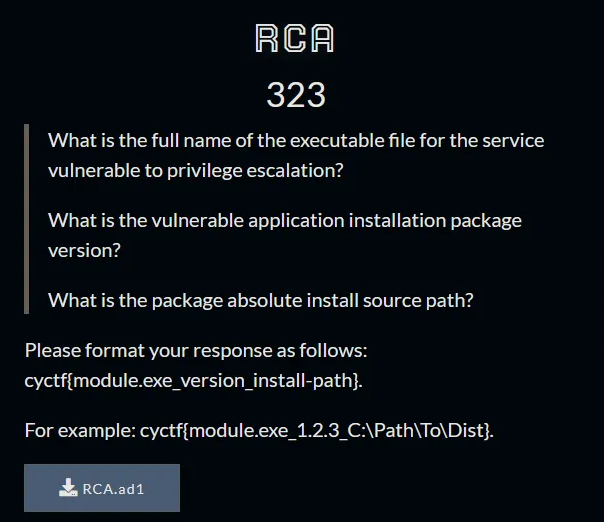 RCA
323
What is the full name of the executable file for the service
vulnerable to privilege escalation?
What is the vulnerable application installation package
version?
What is the package absolute install source path?
Please format your response as follows:
cyctf{module.exe_version_install-path}.
For example: cyctf{module.exe_1.2.3_C:\Path\To\Dist}.
RCA.ad1